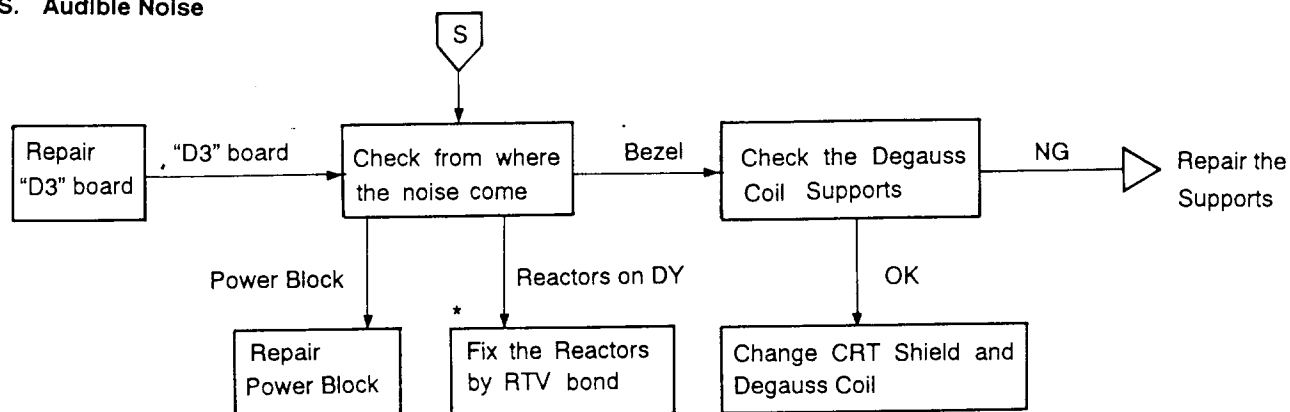 S. Audible Noise
S
Repair
"D3" board
"D3" board
Check from where
the noise come
Bezel
Check the Degauss
Coil Supports
NG
Repair the
Supports
Power Block
Reactors on DY
OK
*
Repair
Power Block
Fix the Reactors
by RTV bond
Change CRT Shield and
Degauss Coil